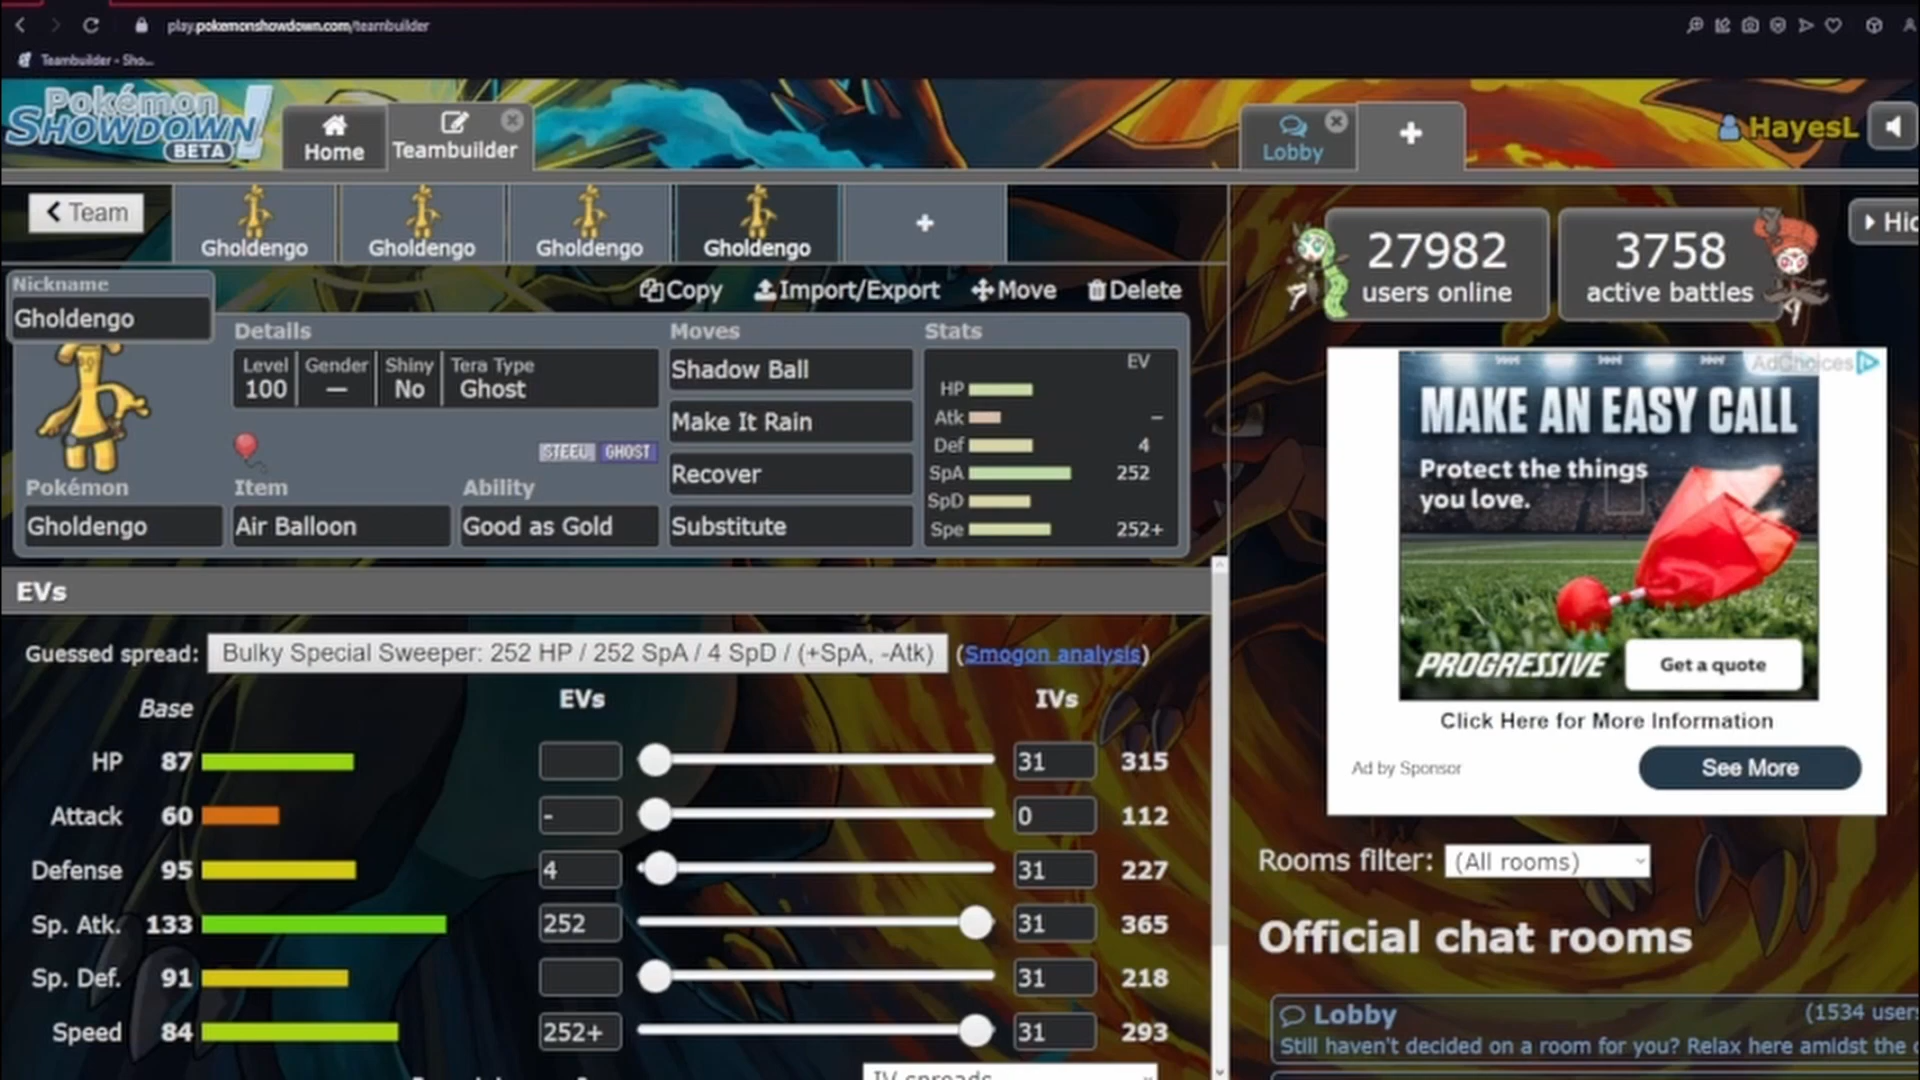 play.pokemonshowdown.com/teambuilder
Teambuilder - Sho...
Pokémon
SHOWDOWN!
BETA
Home
Teambuilder
Lobby
HayesL
Team
Gholdengo
Gholdengo
Gholdengo
Gholdengo
27982
users online
3758
active battles
Hid
Nickname
Gholdengo
Copy
Import/Export
Move
Delete
Details
Level
100
Gender
—
Shiny
No
Tera Type
Ghost
STEEL
GHOST
Pokémon
Gholdengo
Item
Air Balloon
Ability
Good as Gold
Moves
Shadow Ball
Make It Rain
Recover
Substitute
Stats
EV
HP
Atk –
Def 4
SpA 252
SpD
Spe 252+
EVs
Guessed spread: Bulky Special Sweeper: 252 HP / 252 SpA / 4 SpD / (+SpA, -Atk) (Smogon analysis)
Base EVs IVs
HP 87 31 315
Attack 60 - 0 112
Defense 95 4 31 227
Sp. Atk. 133 252 31 365
Sp. Def. 91 31 218
Speed 84 252+ 31 293
IV spreads
AdChoices
MAKE AN EASY CALL
Protect the things
you love.
PROGRESSIVE
Get a quote
Click Here for More Information
Ad by Sponsor
See More
Rooms filter: (All rooms)
Official chat rooms
Lobby
(1534 users
Still haven't decided on a room for you? Relax here amidst the c